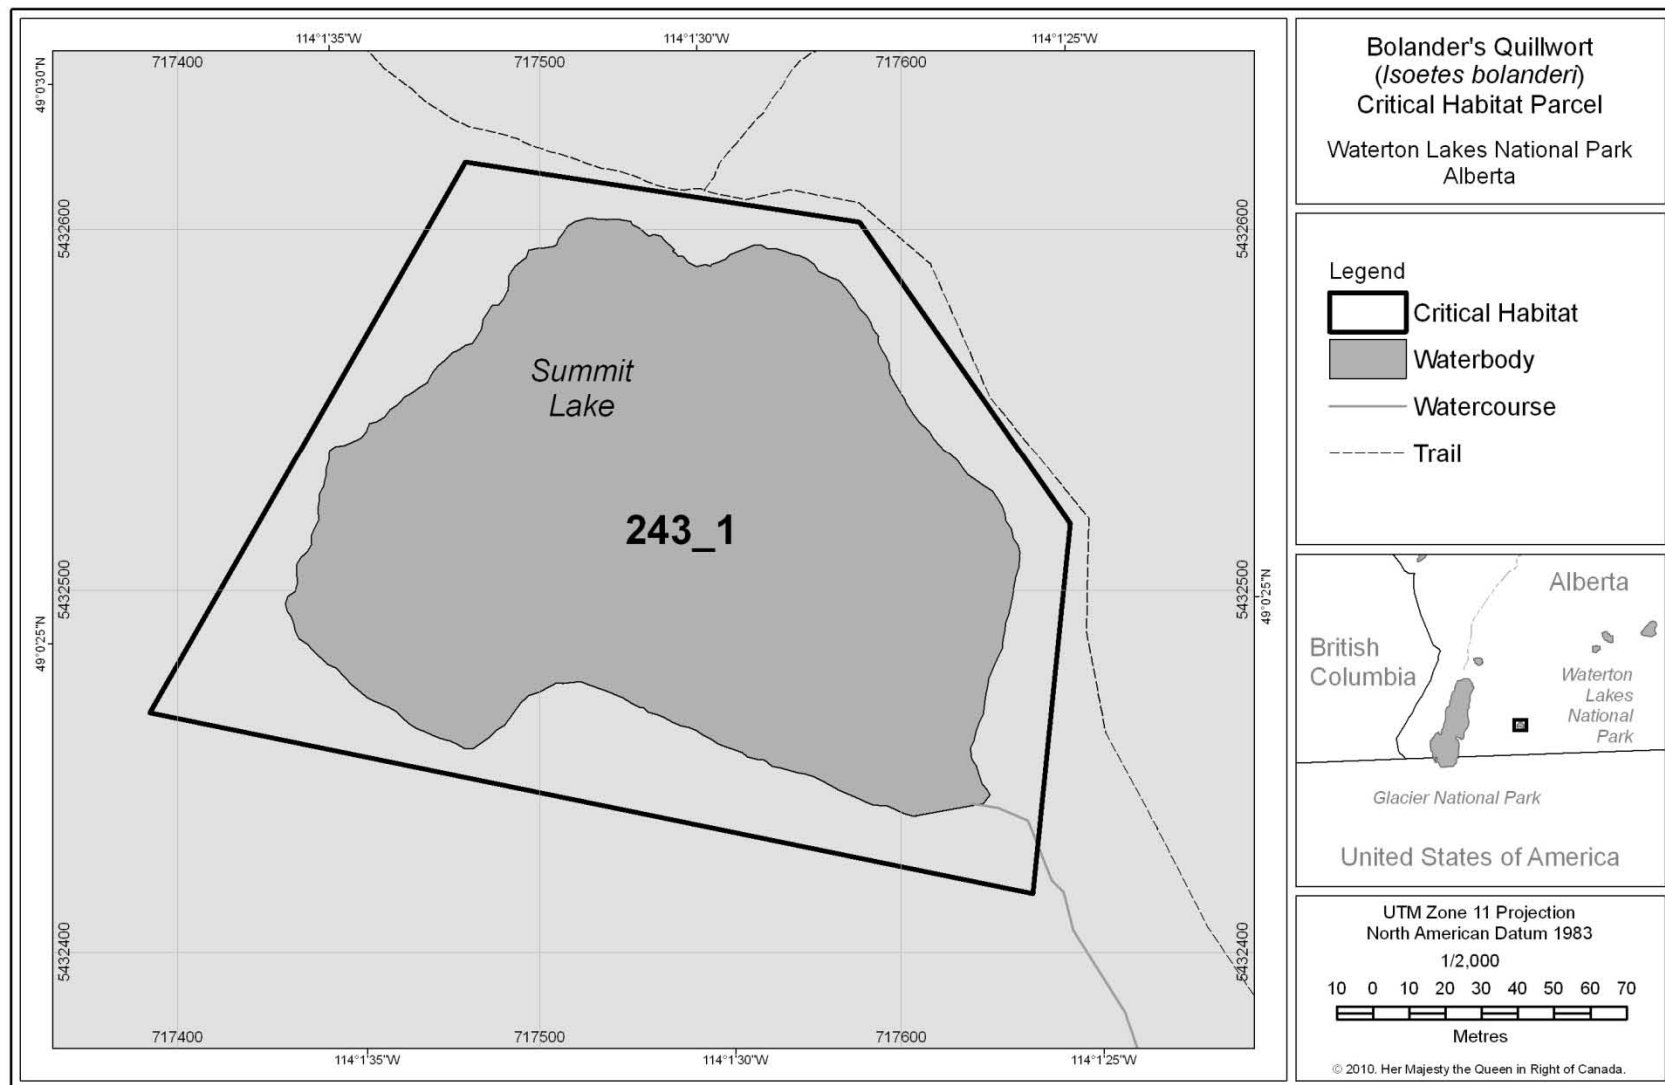 114°1'35"W 114°1'30"W 114°1'25"W
717400 717500 717600
49°0'30"N
5432600 5432600
Summit
Lake
243_1
5432500 5432500
49°0'25"N
49°0'25"N
5432400 5432400
717400 717500 717600
114°1'35"W 114°1'30"W 114°1'25"W
Bolander's Quillwort
(Isoetes bolanderi)
Critical Habitat Parcel
Waterton Lakes National Park
Alberta
Legend
Critical Habitat
Waterbody
Watercourse
Trail
Alberta
British
Columbia
Waterton
Lakes
National
Park
Glacier National Park
United States of America
UTM Zone 11 Projection
North American Datum 1983
1/2,000
10 0 10 20 30 40 50 60 70
Metres
© 2010. Her Majesty the Queen in Right of Canada.